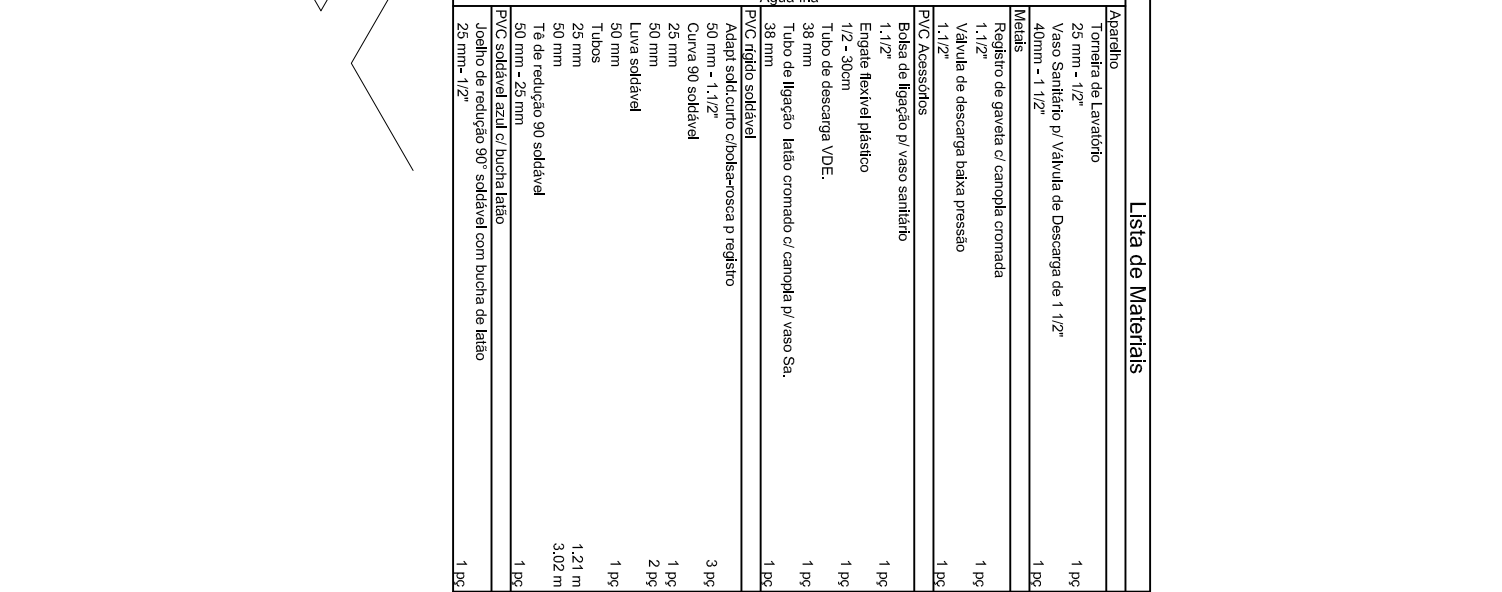 Lista de Materiais
Aparelho
Torneira de Lavatório
25 mm - 1/2" 1 pç
Vaso Sanitário p/ Válvula de Descarga de 1 1/2"
40mm - 1 1/2" 1 pç
Metais
Registro de gaveta c/ canopla cromada
1.1/2" 1 pç
Válvula de descarga baixa pressão
1.1/2" 1 pç
PVC Acessórios
Bolsa de ligação p/ vaso sanitário
1.1/2" 1 pç
Engate flexível plástico
1/2 - 30cm 1 pç
Tubo de descarga VDE.
38 mm 1 pç
Tubo de ligação latão cromado c/ canopla p/ vaso Sa.
38 mm 1 pç
PVC rígido soldável
Adapt sold.curto c/bolsa-rosca p registro
50 mm - 1.1/2" 3 pç
Curva 90 soldável
25 mm 1 pç
50 mm 2 pç
Luva soldável
50 mm 1 pç
Tubos
25 mm 1.21 m
50 mm 3.02 m
Tê de redução 90 soldável
50 mm - 25 mm 1 pç
PVC soldável azul c/ bucha latão
Joelho de redução 90° soldável com bucha de latão
25 mm- 1/2" 1 pç